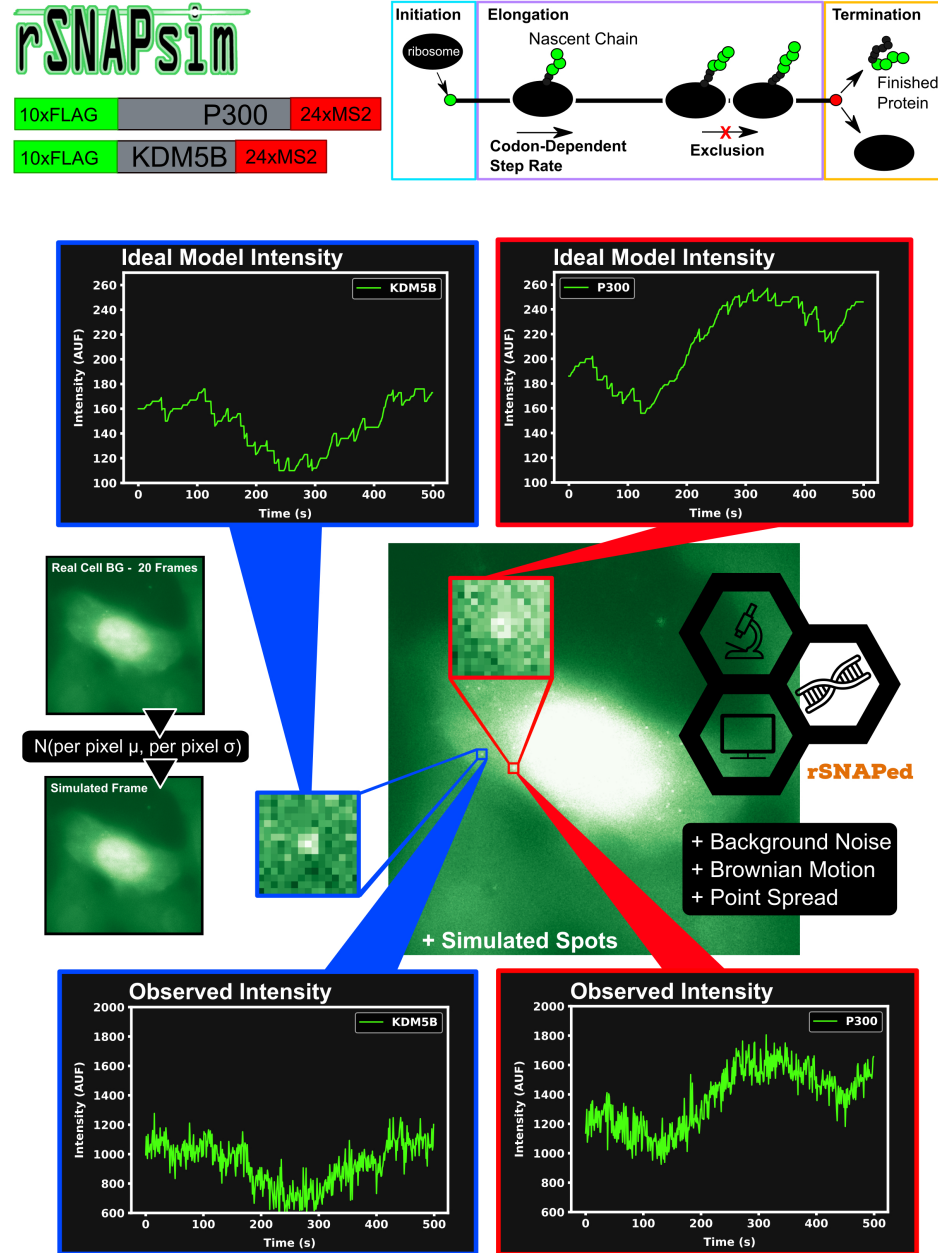 rSNAPsim
10xFLAG P300 24xMS2
10xFLAG KDM5B 24xMS2
Initiation
ribosome
Elongation
Nascent Chain
Codon-Dependent
Step Rate
X
Exclusion
Termination
Finished
Protein
Ideal Model Intensity
KDM5B
Intensity (AUF)
260
240
220
200
180
160
140
120
100
0 100 200 300 400 500
Time (s)
Ideal Model Intensity
P300
Intensity (AUF)
260
240
220
200
180
160
140
120
100
0 100 200 300 400 500
Time (s)
Real Cell BG - 20 Frames
N(per pixel μ, per pixel σ)
Simulated Frame
rSNAPed
+ Background Noise
+ Brownian Motion
+ Point Spread
+ Simulated Spots
Observed Intensity
KDM5B
Intensity (AUF)
2000
1800
1600
1400
1200
1000
800
600
0 100 200 300 400 500
Time (s)
Observed Intensity
P300
Intensity (AUF)
2000
1800
1600
1400
1200
1000
800
600
0 100 200 300 400 500
Time (s)